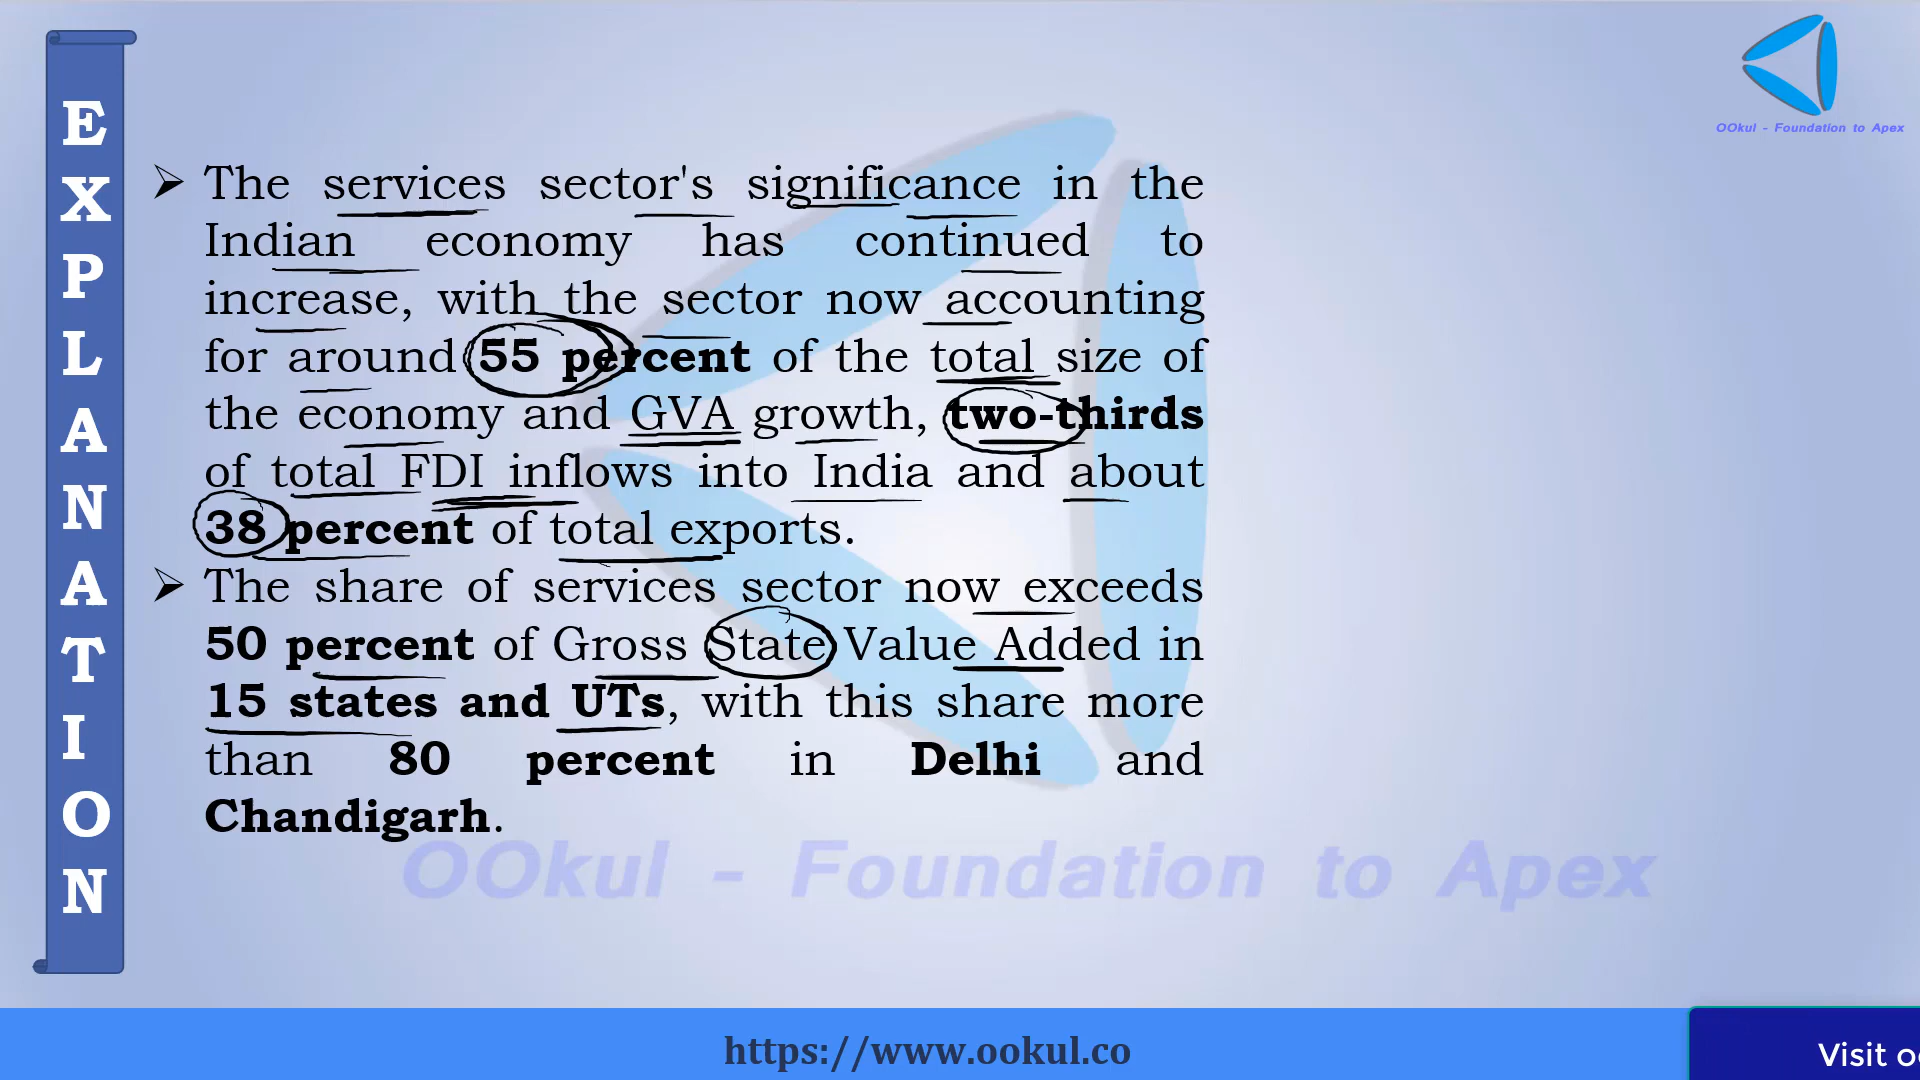 EXPLANATION
OOkul - Foundation to Apex
➢ The services sector's significance in the
Indian economy has continued to
increase, with the sector now accounting
for around 55 percent of the total size of
the economy and GVA growth, two-thirds
of total FDI inflows into India and about
38 percent of total exports.
➢ The share of services sector now exceeds
50 percent of Gross State Value Added in
15 states and UTs, with this share more
than 80 percent in Delhi and
Chandigarh.
OOkul - Foundation to Apex
https://www.ookul.co
Visit